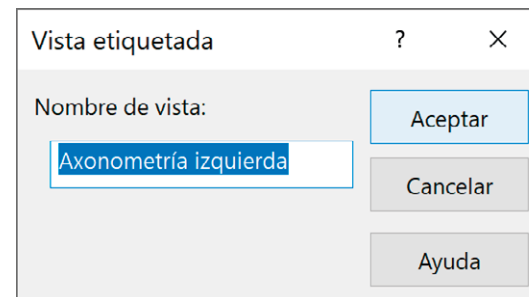 Vista etiquetada ?
Nombre de vista:
Axonometría izquierda
Aceptar
Cancelar
Ayuda